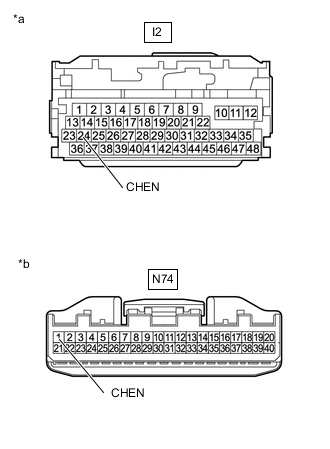 *a
I2
1 2 3 4 5 6 7 8 9 10 11 12
13 14 15 16 17 18 19 20 21 22
23 24 25 26 27 28 29 30 31 32 33 34 35
36 37 38 39 40 41 42 43 44 45 46 47 48
CHEN
*b
N74
1 2 3 4 5 6 7 8 9 10 11 12 13 14 15 16 17 18 19 20
21 22 23 24 25 26 27 28 29 30 31 32 33 34 35 36 37 38 39 40
CHEN